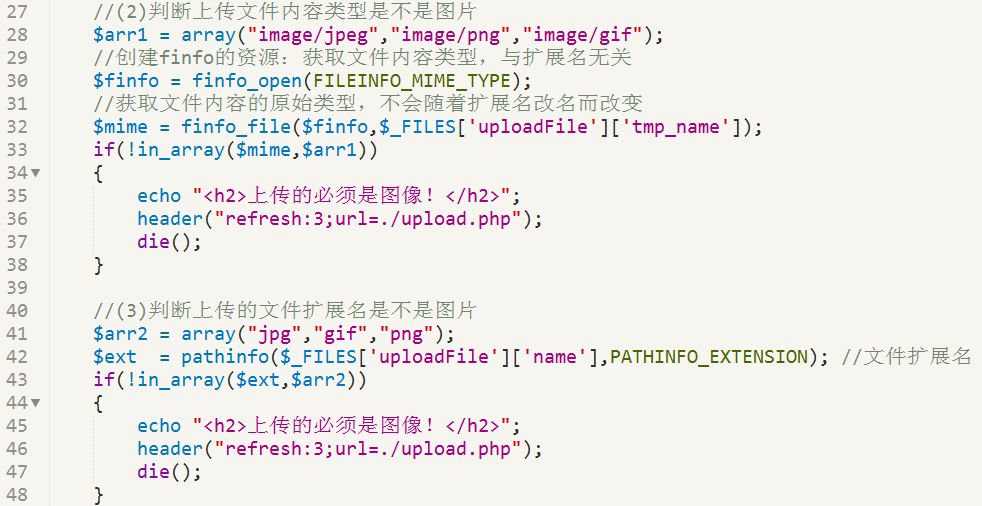 27 //(2)判断上传文件内容类型是不是图片
28 $arr1 = array("image/jpeg","image/png","image/gif");
29 //创建finfo的资源：获取文件内容类型，与扩展名无关
30 $finfo = finfo_open(FILEINFO_MIME_TYPE);
31 //获取文件内容的原始类型，不会随着扩展名改名而改变
32 $mime = finfo_file($finfo,$_FILES['uploadFile']['tmp_name']);
33 if(!in_array($mime,$arr1))
34 {
35     echo "<h2>上传的必须是图像！</h2>";
36     header("refresh:3;url=./upload.php");
37     die();
38 }
39
40 //(3)判断上传的文件扩展名是不是图片
41 $arr2 = array("jpg","gif","png");
42 $ext  = pathinfo($_FILES['uploadFile']['name'],PATHINFO_EXTENSION); //文件扩展名
43 if(!in_array($ext,$arr2))
44 {
45     echo "<h2>上传的必须是图像！</h2>";
46     header("refresh:3;url=./upload.php");
47     die();
48 }